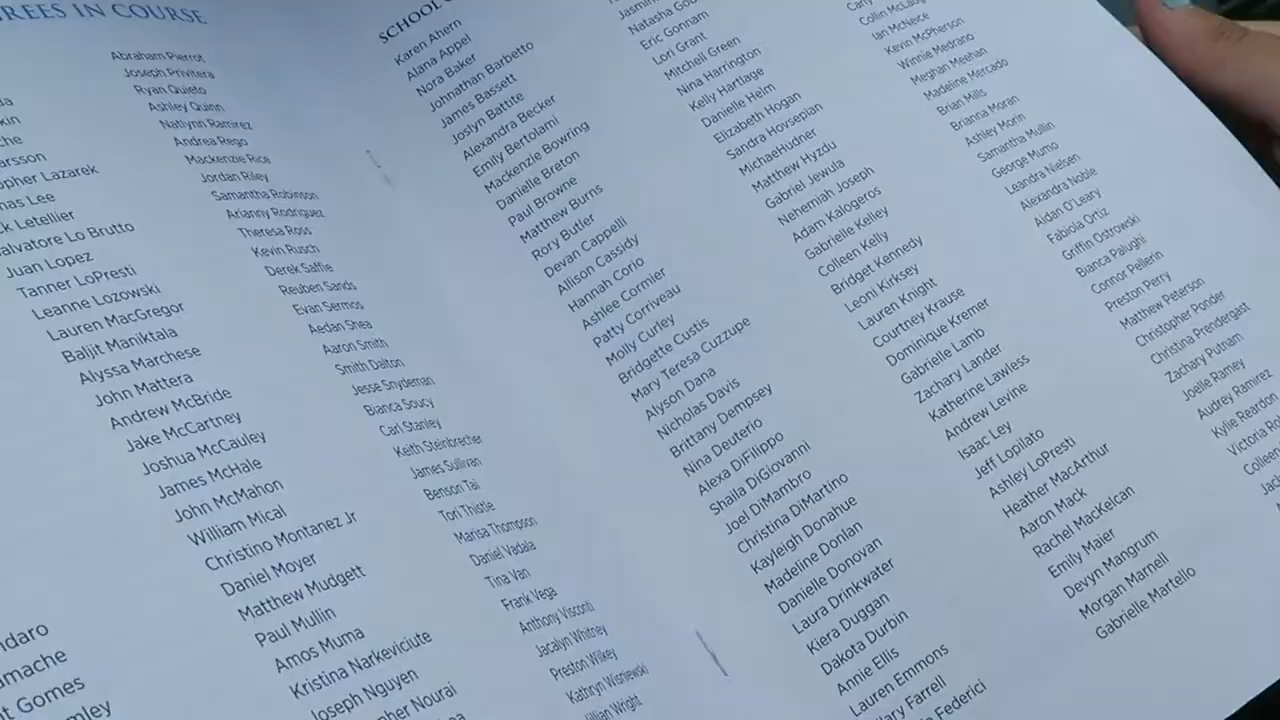 REES IN COURSE
opher Lazarek
Lee
Letellier
alvatore Lo Brutto
Juan Lopez
Tanner LoPresti
Leanne Lozowski
Lauren MacGregor
Baljit Maniktala
Alyssa Marchese
John Mattera
Andrew McBride
Jake McCartney
Joshua McCauley
James McHale
John McMahon
William Mical
Christino Montanez Jr
Daniel Moyer
Matthew Mudgett
Paul Mullin
Amos Muma
Kristina Narkeviciute
Joseph Nguyen
Nourai
Gomes
Abraham Pierrot
Joseph Privitera
Ryan Quieto
Ashley Quinn
Natlynn Ramirez
Andrea Rego
Mackenzie Rice
Jordan Riley
Samantha Robinson
Arianny Rodriguez
Theresa Ross
Kevin Rusch
Derek Saffie
Reuben Sands
Evan Sermos
Aedan Shea
Aaron Smith
Smith Dalton
Jesse Snydeman
Bianca Soucy
Carl Stanley
Keith Steinbrecher
James Sullivan
Benson Tai
Tori Thistle
Marisa Thompson
Daniel Vadala
Tina Van
Frank Vega
Anthony Visconti
Jacalyn Whitney
Preston Wilkey
Kathryn Wisniewski
Wright
SCHOOL
Karen Ahern
Alana Appel
Nora Baker
Johnathan Barbetto
James Bassett
Joslyn Battite
Alexandra Becker
Emily Bertolami
Mackenzie Bowring
Danielle Breton
Paul Browne
Matthew Burns
Rory Butler
Devan Cappelli
Allison Cassidy
Hannah Corio
Ashlee Cormier
Patty Corriveau
Molly Curley
Bridgette Custis
Mary Teresa Cuzzupe
Alyson Dana
Nicholas Davis
Brittany Dempsey
Nina Deuterio
Alexa DiFilippo
Shaila DiGiovanni
Joel DiMambro
Christina DiMartino
Kayleigh Donahue
Madeline Donlan
Danielle Donovan
Laura Drinkwater
Kiera Duggan
Dakota Durbin
Annie Ellis
Lauren Emmons
Farrell
Federici
Natasha
Eric Gonnam
Lori Grant
Mitchell Green
Nina Harrington
Kelly Hartlage
Danielle Helm
Elizabeth Hogan
Sandra Hovsepian
MichaeHudner
Matthew Hyzdu
Gabriel Jewula
Nehemiah Joseph
Adam Kalogeros
Gabrielle Kelley
Colleen Kelly
Bridget Kennedy
Leoni Kirksey
Lauren Knight
Courtney Krause
Dominique Kremer
Gabrielle Lamb
Zachary Lander
Katherine Lawless
Andrew Levine
Isaac Ley
Jeff Lopilato
Ashley LoPresti
Heather MacArthur
Aaron Mack
Rachel MacKelcan
Emily Maier
Devyn Mangrum
Morgan Marnell
Gabrielle Martello
Collin
Ian McNeice
Kevin McPherson
Winnie Medrano
Meghan Meehan
Madeline Mercado
Brian Mills
Brianna Moran
Ashley Morin
Samantha Mullin
George Mumo
Leandra Nielsen
Alexandra Noble
Aidan O'Leary
Fabiola Ortiz
Griffin Ostrowski
Bianca Palughi
Connor Pellerin
Preston Perry
Matthew Peterson
Christopher Ponder
Christina Prendergast
Zachary Putnam
Joelle Ramey
Audrey Ramirez
Kylie Reardon
Victoria